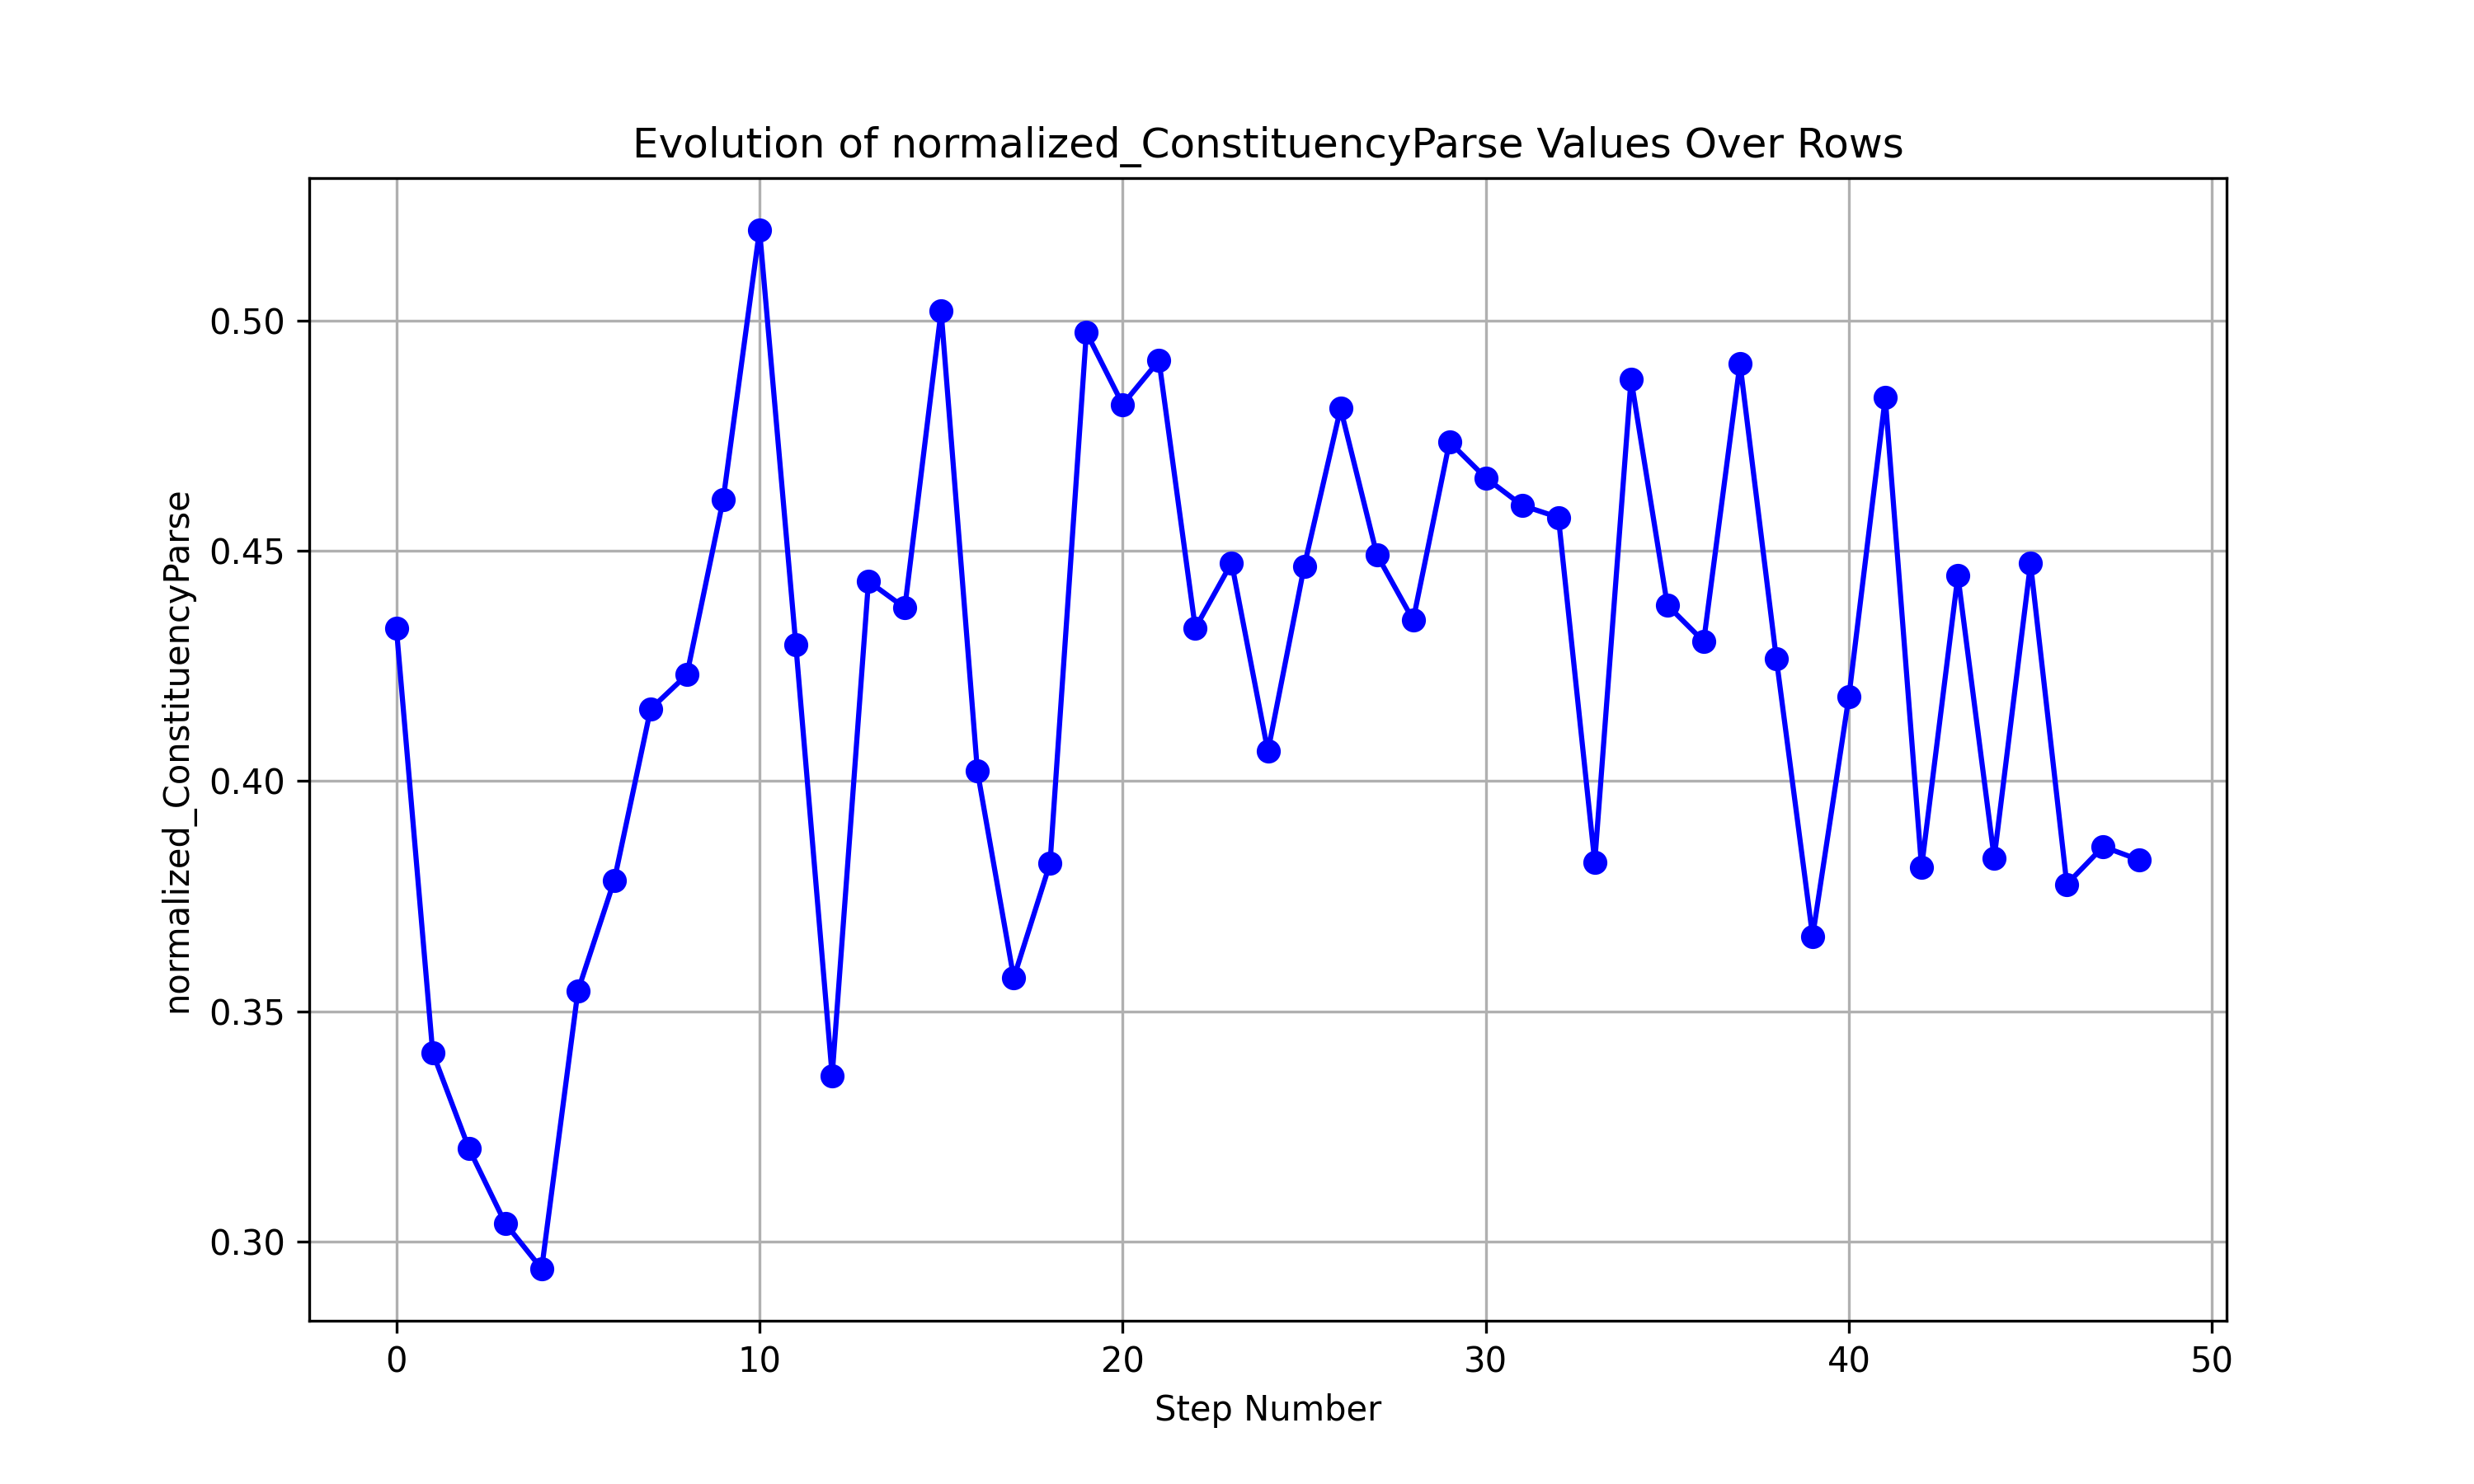 Evolution of normalized_ConstituencyParse Values Over Rows
normalized_ConstituencyParse
0.50
0.45
0.40
0.35
0.30
0 10 20 30 40 50
Step Number